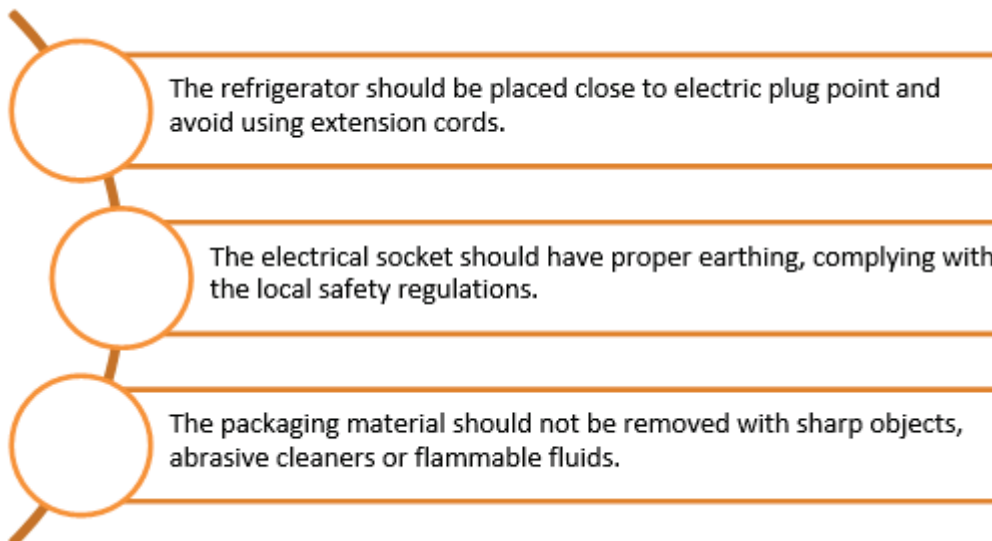 The refrigerator should be placed close to electric plug point and
avoid using extension cords.
The electrical socket should have proper earthing, complying with
the local safety regulations.
The packaging material should not be removed with sharp objects,
abrasive cleaners or flammable fluids.